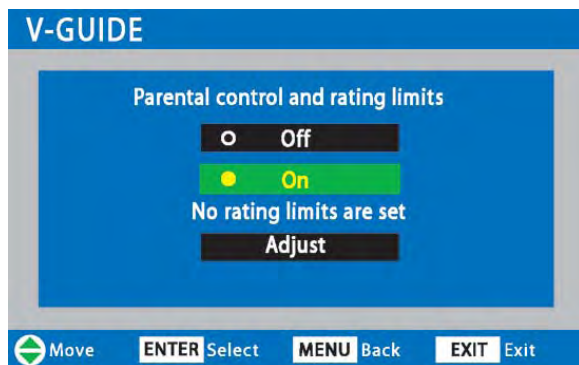 V-GUIDE
Parental control and rating limits
Off
On
No rating limits are set
Adjust
Move ENTER Select MENU Back EXIT Exit